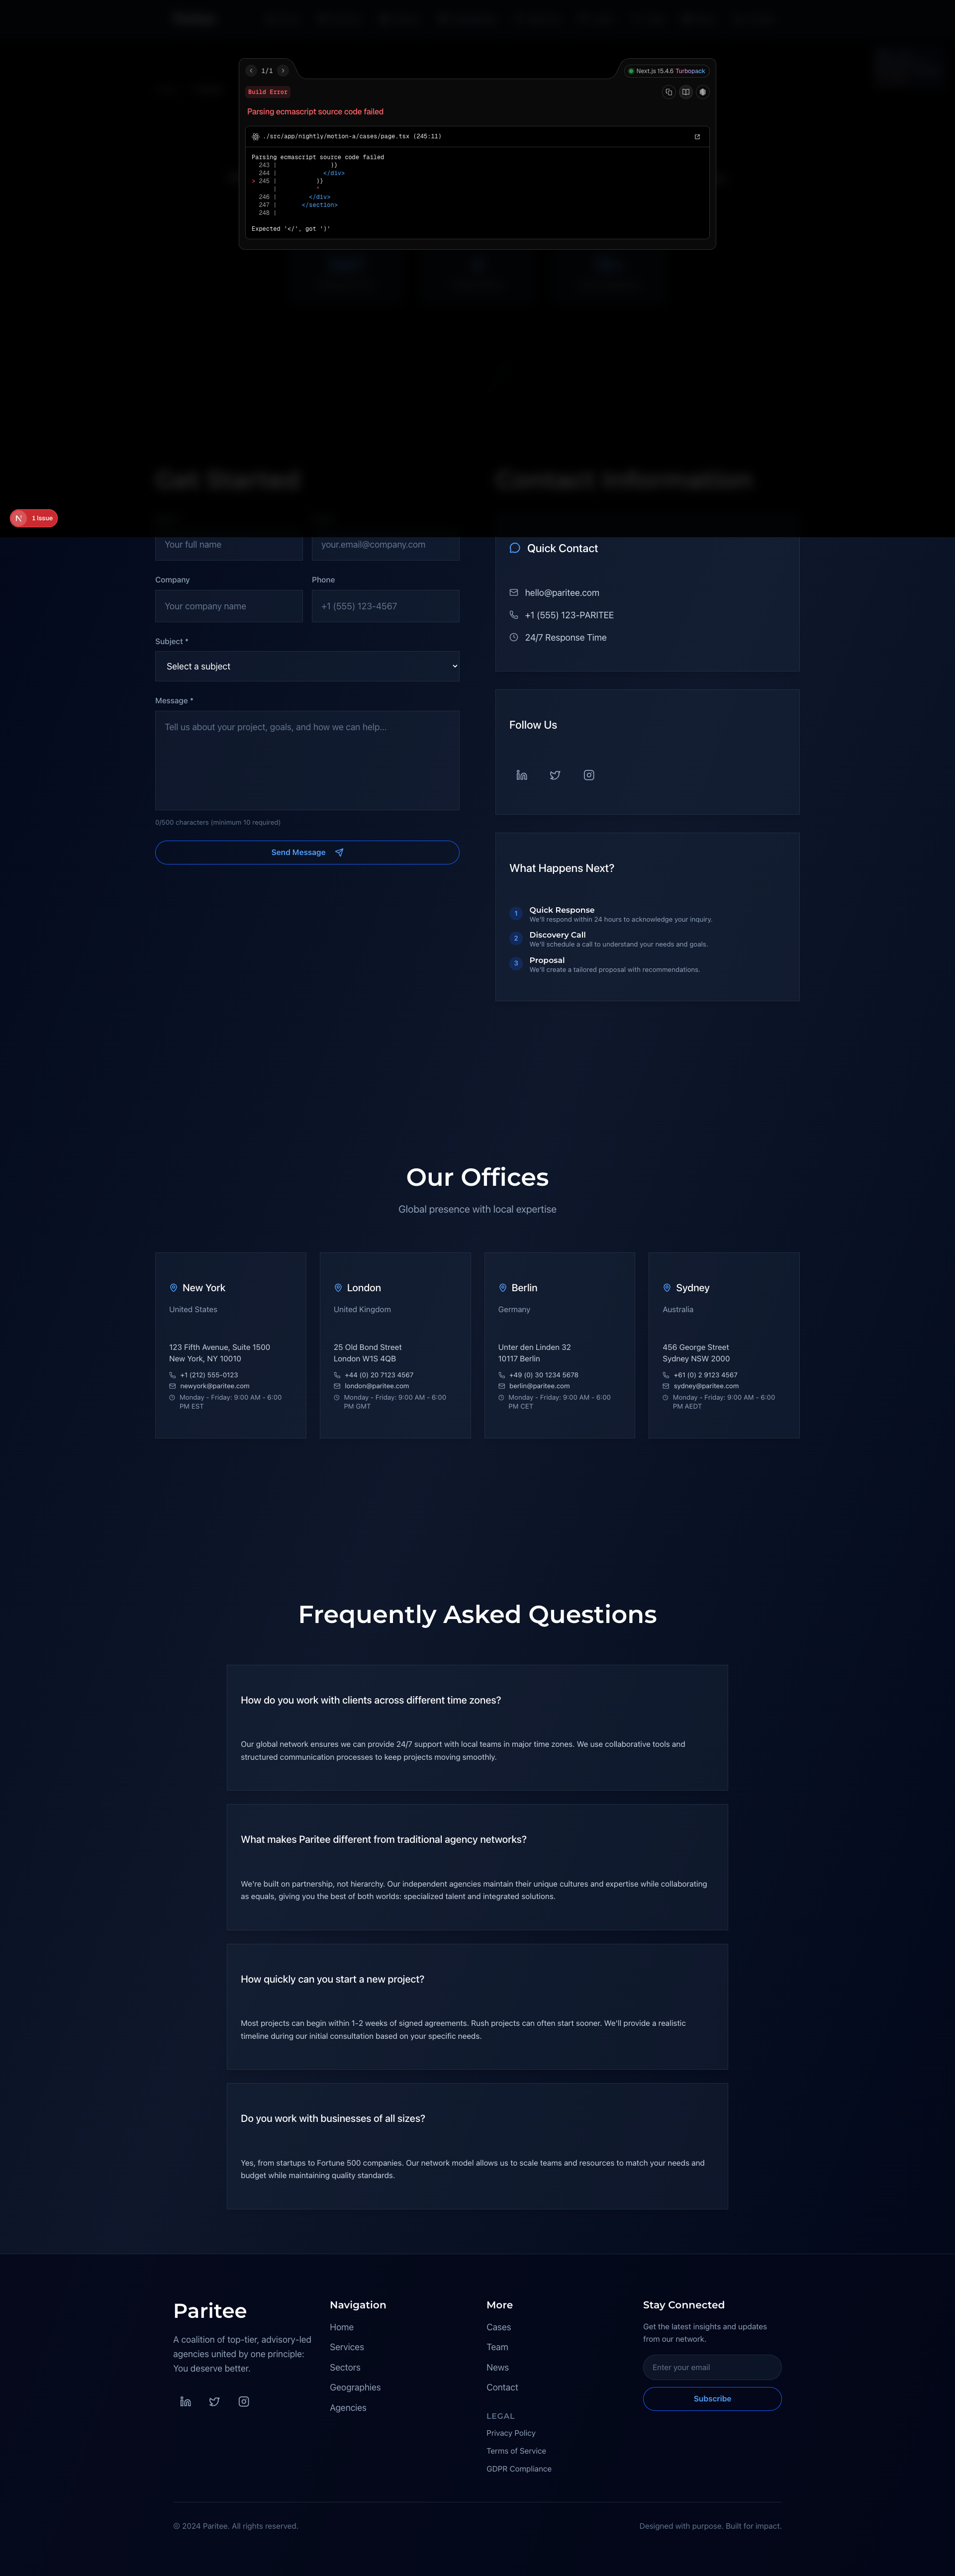 1/1
Next.js 15.4.6 Turbopack
Build Error
Parsing ecmascript source code failed
./src/app/nightly/motion-a/cases/page.tsx (245:11)
Parsing ecmascript source code failed
243 | ))
244 | </div>
> 245 | ))
| ^
246 | </div>
247 | </section>
248 |
Expected '</', got ')'
Get Started
Contact Information
N 1 Issue
Your full name
your.email@company.com
Company
Phone
Your company name
+1 (555) 123-4567
Subject *
Select a subject
Message *
Tell us about your project, goals, and how we can help...
0/500 characters (minimum 10 required)
Send Message
Quick Contact
hello@paritee.com
+1 (555) 123-PARITEE
24/7 Response Time
Follow Us
What Happens Next?
1
Quick Response
We'll respond within 24 hours to acknowledge your inquiry.
2
Discovery Call
We'll schedule a call to understand your needs and goals.
3
Proposal
We'll create a tailored proposal with recommendations.
Our Offices
Global presence with local expertise
New York
United States
123 Fifth Avenue, Suite 1500
New York, NY 10010
+1 (212) 555-0123
newyork@paritee.com
Monday - Friday: 9:00 AM - 6:00
PM EST
London
United Kingdom
25 Old Bond Street
London W1S 4QB
+44 (0) 20 7123 4567
london@paritee.com
Monday - Friday: 9:00 AM - 6:00
PM GMT
Berlin
Germany
Unter den Linden 32
10117 Berlin
+49 (0) 30 1234 5678
berlin@paritee.com
Monday - Friday: 9:00 AM - 6:00
PM CET
Sydney
Australia
456 George Street
Sydney NSW 2000
+61 (0) 2 9123 4567
sydney@paritee.com
Monday - Friday: 9:00 AM - 6:00
PM AEDT
Frequently Asked Questions
How do you work with clients across different time zones?
Our global network ensures we can provide 24/7 support with local teams in major time zones. We use collaborative tools and
structured communication processes to keep projects moving smoothly.
What makes Paritee different from traditional agency networks?
We're built on partnership, not hierarchy. Our independent agencies maintain their unique cultures and expertise while collaborating
as equals, giving you the best of both worlds: specialized talent and integrated solutions.
How quickly can you start a new project?
Most projects can begin within 1-2 weeks of signed agreements. Rush projects can often start sooner. We'll provide a realistic
timeline during our initial consultation based on your specific needs.
Do you work with businesses of all sizes?
Yes, from startups to Fortune 500 companies. Our network model allows us to scale teams and resources to match your needs and
budget while maintaining quality standards.
Paritee
A coalition of top-tier, advisory-led
agencies united by one principle:
You deserve better.
Navigation
Home
Services
Sectors
Geographies
Agencies
More
Cases
Team
News
Contact
LEGAL
Privacy Policy
Terms of Service
GDPR Compliance
Stay Connected
Get the latest insights and updates
from our network.
Enter your email
Subscribe
© 2024 Paritee. All rights reserved.
Designed with purpose. Built for impact.